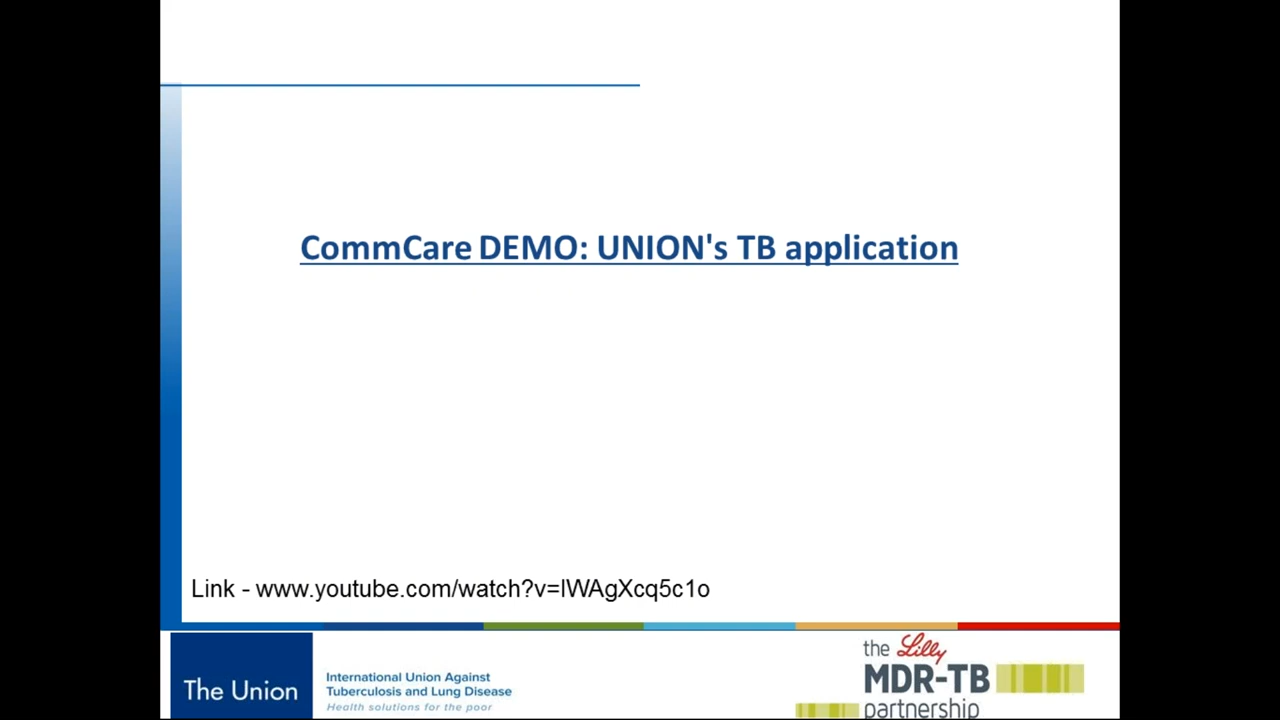 CommCare DEMO: UNION's TB application
Link - www.youtube.com/watch?v=lWAgXcq5c1o
The Union
International Union Against
Tuberculosis and Lung Disease
Health solutions for the poor
the Lilly
MDR-TB
partnership